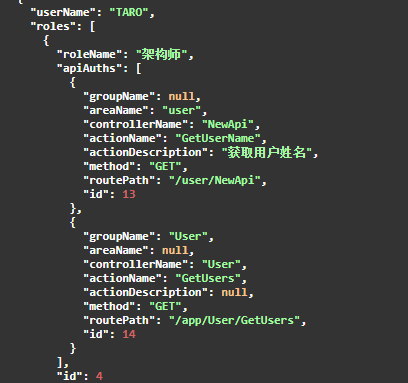 {
"userName": "TARO",
"roles": [
{
"roleName": "架构师",
"apiAuths": [
{
"groupName": null,
"areaName": "user",
"controllerName": "NewApi",
"actionName": "GetUserName",
"actionDescription": "获取用户姓名",
"method": "GET",
"routePath": "/user/NewApi",
"id": 13
},
{
"groupName": "User",
"areaName": null,
"controllerName": "User",
"actionName": "GetUsers",
"actionDescription": null,
"method": "GET",
"routePath": "/app/User/GetUsers",
"id": 14
}
],
"id": 4